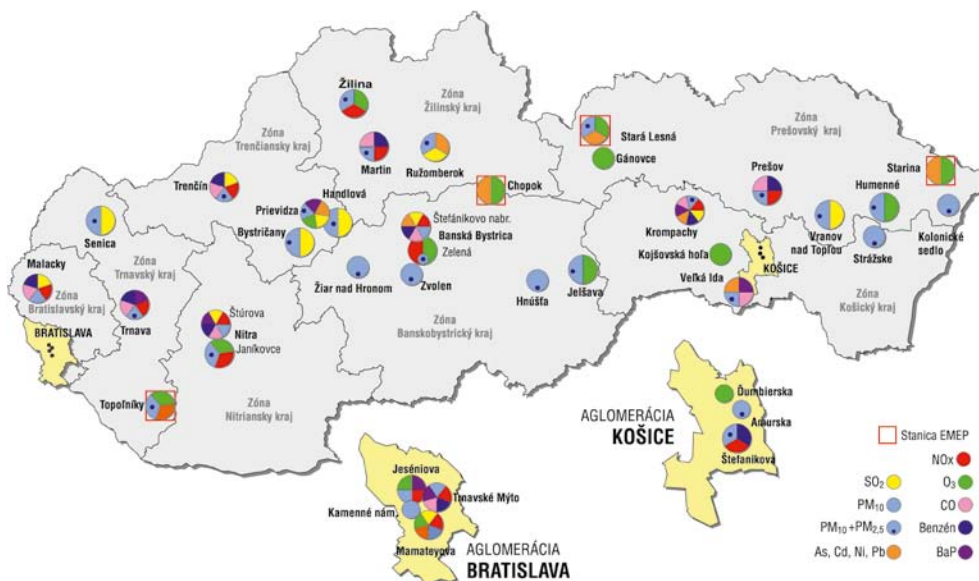 Žilina
Zóna
Žilinský kraj
Zóna
Trenčiansky kraj
Martin
Ružomberok
Trenčín
Handlová
Prievidza
Bystričany
Senica
Stará Lesná
Gánovce
Zóna
Prešovský kraj
Prešov
Starina
Humenné
Chopok
Štefánikovo nabr.
Banská Bystrica
Zelená
Krompachy
Vranov
nad Topľou
Strážske
Kolonické
sedlo
Kojšovská hoľa
KOŠICE
Veľká Ida
Zóna
Košický kraj
Malacky
Zóna
Bratislavský kraj
Zóna
Trnavský kraj
Trnava
BRATISLAVA
Žiar nad Hronom
Zvolen
Hnúšťa
Jelšava
Zóna
Banskobystrický kraj
Štúrova
Nitra
Janíkovce
Topoľníky
Zóna
Nitriansky kraj
AGLOMERÁCIA
KOŠICE
Ďumbierska
Amurska
Štefanikova
Jeséniova
Trnavské Mýto
Kamenné nám.
Mamateyova
AGLOMERÁCIA
BRATISLAVA
Stanica EMEP
NOx
SO2
O3
PM10
CO
PM10+PM2,5
Benzén
As, Cd, Ni, Pb
BaP